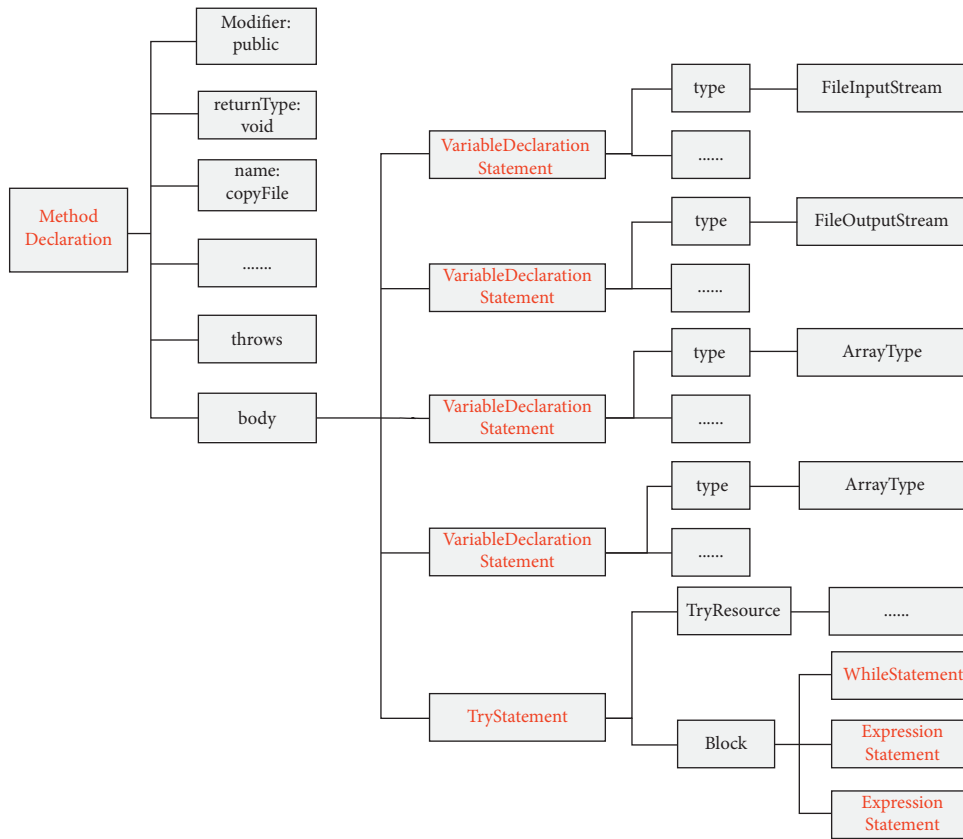 Modifier:
public
returnType:
void
name:
copyFile
Method
Declaration
.......
throws
body
VariableDeclaration
Statement
type
FileInputStream
......
VariableDeclaration
Statement
type
FileOutputStream
......
VariableDeclaration
Statement
type
ArrayType
......
VariableDeclaration
Statement
type
ArrayType
......
TryStatement
TryResource
......
Block
WhileStatement
Expression
Statement
Expression
Statement